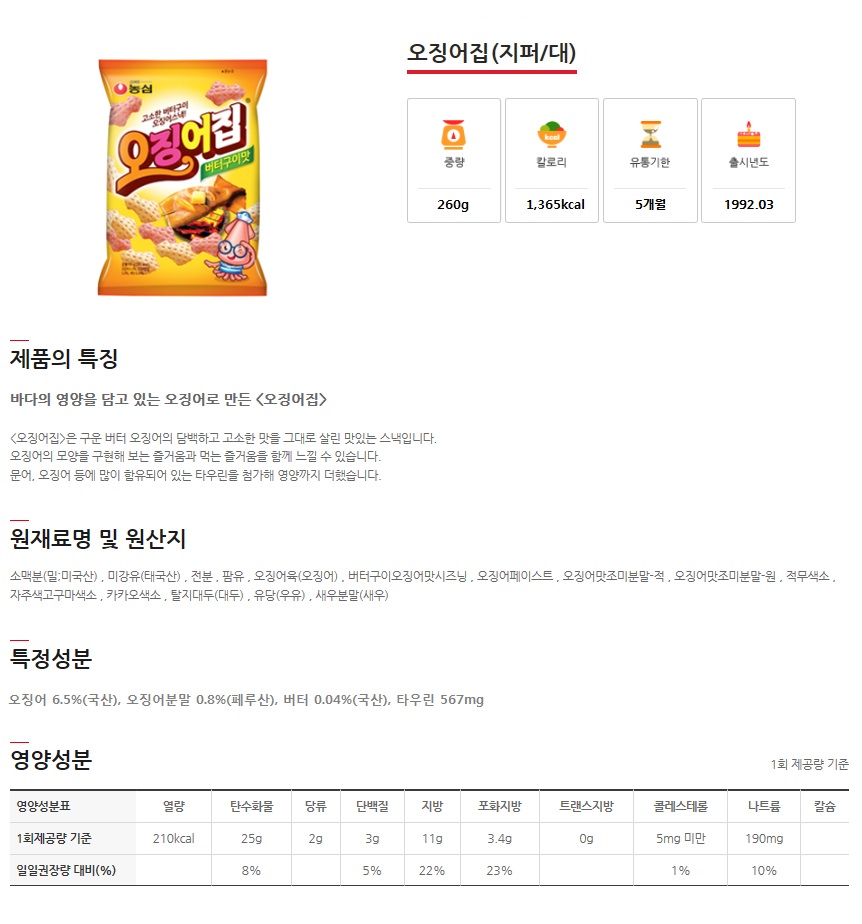 오징어집(지퍼/대)
농심
고소한 버터구이
오징어스낵!
오징어집
버터구이맛
중량 칼로리 유통기한 출시년도
kcal
260g 1,365kcal 5개월 1992.03
제품의 특징
바다의 영양을 담고 있는 오징어로 만든 <오징어집>
<오징어집>은 구운 버터 오징어의 담백하고 고소한 맛을 그대로 살린 맛있는 스낵입니다.
오징어의 모양을 구현해 보는 즐거움과 먹는 즐거움을 함께 느낄 수 있습니다.
문어, 오징어 등에 많이 함유되어 있는 타우린을 첨가해 영양까지 더했습니다.
원재료명 및 원산지
소맥분(밀;미국산) , 미강유(태국산) , 전분 , 팜유 , 오징어육(오징어) , 버터구이오징어맛시즈닝 , 오징어페이스트 , 오징어맛조미분말-적 , 오징어맛조미분말-원 , 적무색소 ,
자주색고구마색소 , 카카오색소 , 탈지대두(대두) , 유당(우유) , 새우분말(새우)
특정성분
오징어 6.5%(국산), 오징어분말 0.8%(페루산), 버터 0.04%(국산), 타우린 567mg
영양성분
1회 제공량 기준
영양성분표 열량 탄수화물 당류 단백질 지방 포화지방 트랜스지방 콜레스테롤 나트륨 칼슘
1회제공량 기준 210kcal 25g 2g 3g 11g 3.4g 0g 5mg 미만 190mg
일일권장량 대비(%) 8% 5% 22% 23% 1% 10%